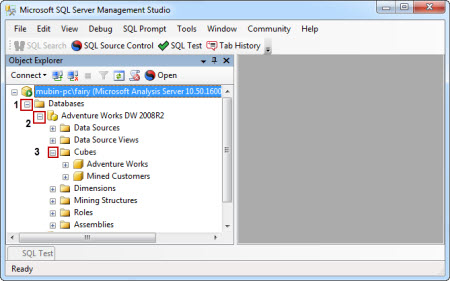 Microsoft SQL Server Management Studio
File Edit View SQL Prompt Tools Window Community Help
SQL Search SQL Source Control SQL Test Tab History
Object Explorer
Connect Open
mubin-pc\fairy (Microsoft Analysis Server 10.50.1600
1 Databases
2 Adventure Works DW 2008R2
Data Sources
Data Source Views
3 Cubes
Adventure Works
Mined Customers
Dimensions
Mining Structures
Roles
Assemblies
SQL Test
Ready